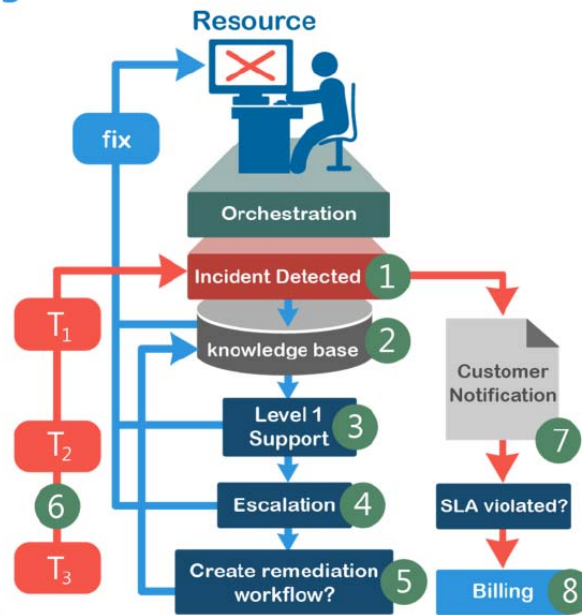 Resource
fix
Orchestration
Incident Detected
1
T1
knowledge base
2
Customer
Notification
7
Level 1
Support
3
T2
6
Escalation
4
SLA violated?
T3
Create remediation
workflow?
5
Billing
8